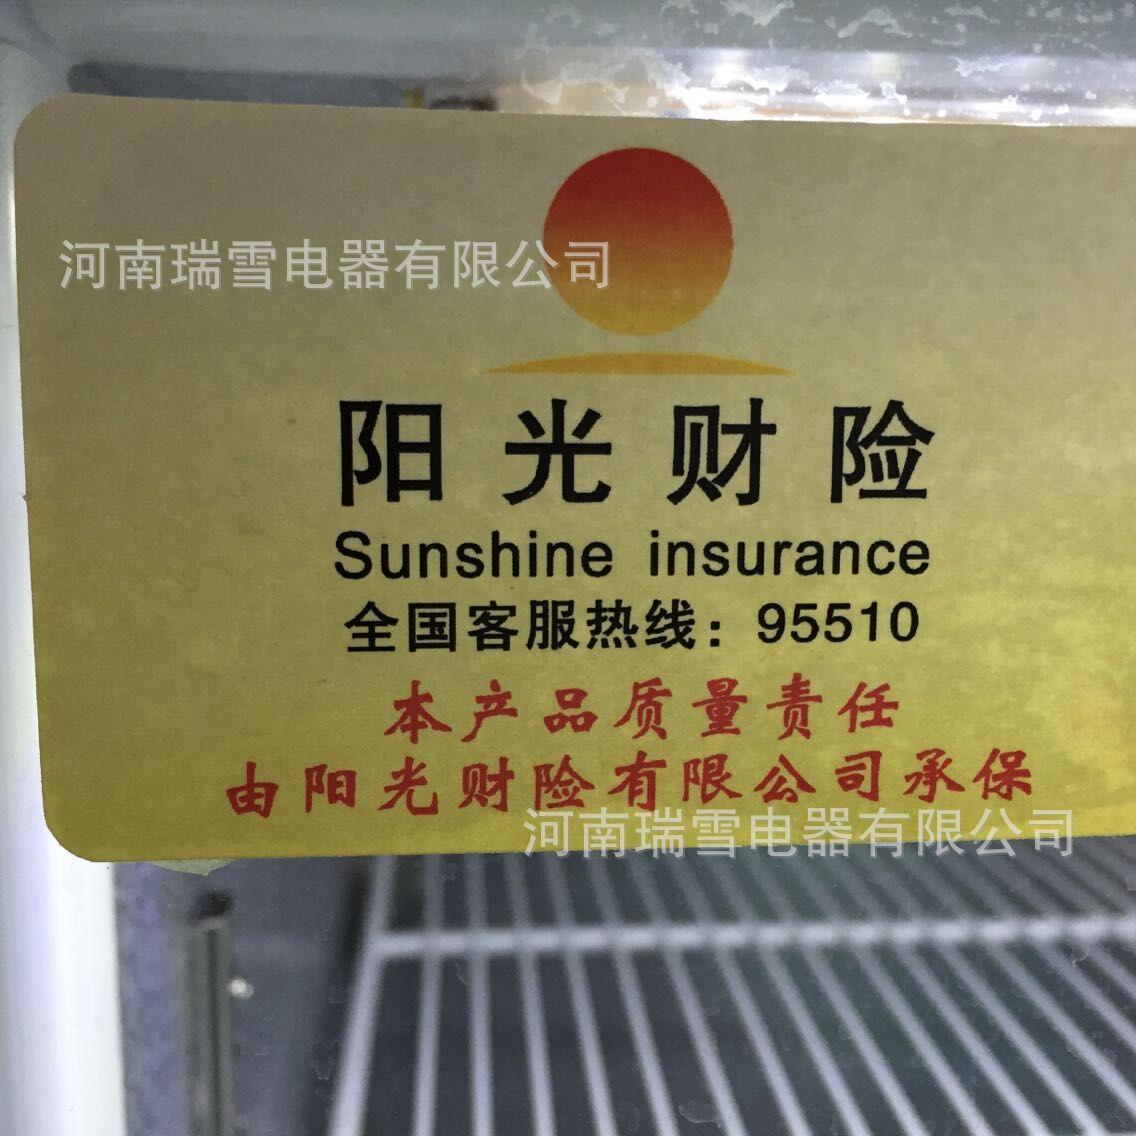 河南瑞雪电器有限公司
阳光财险
Sunshine insurance
全国客服热线：95510
本产品质量责任
由阳光财险有限公司承保
河南瑞雪电器有限公司